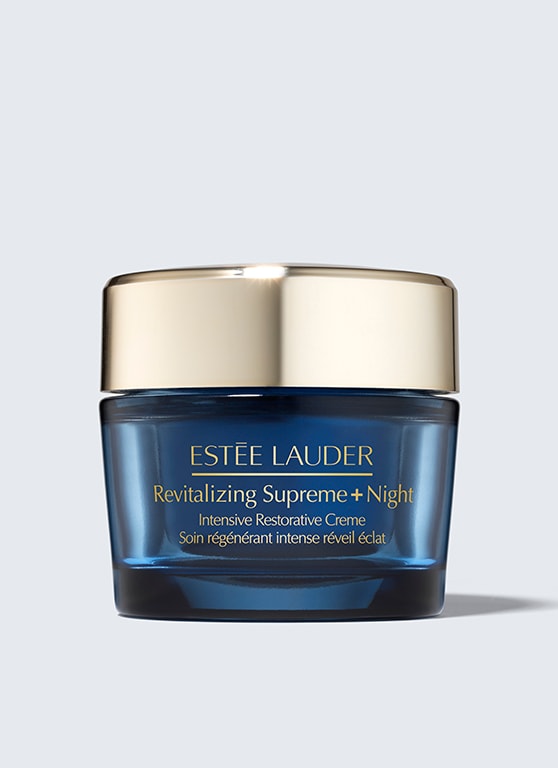 ESTĒE LAUDER
Revitalizing Supreme+Night
Intensive Restorative Creme
Soin régénérant intense réveil éclat